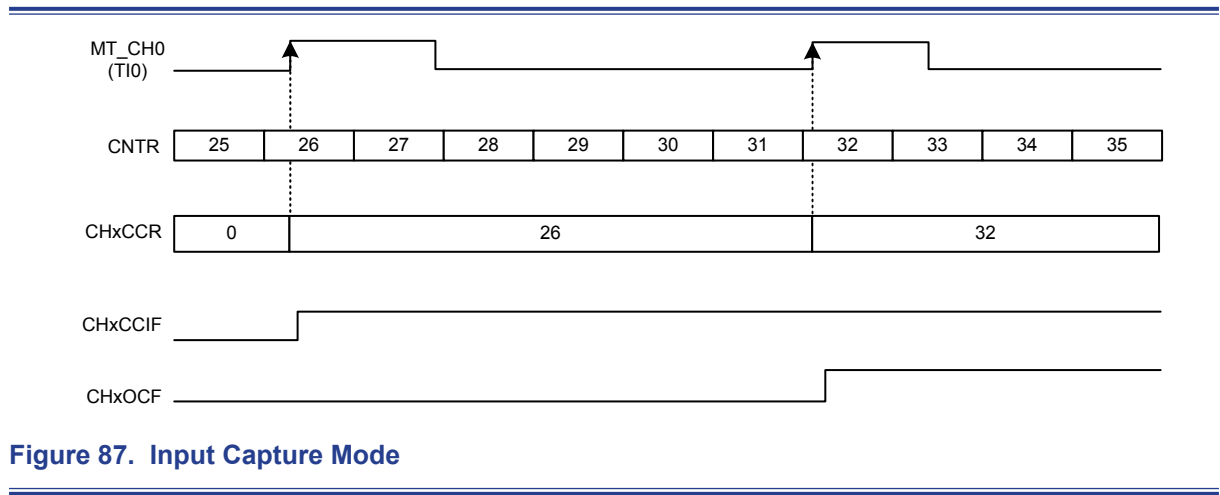 MT_CH0
(TI0)
CNTR 25 26 27 28 29 30 31 32 33 34 35
CHxCCR 0 26 32
CHxCCIF
CHxOCF
Figure 87. Input Capture Mode